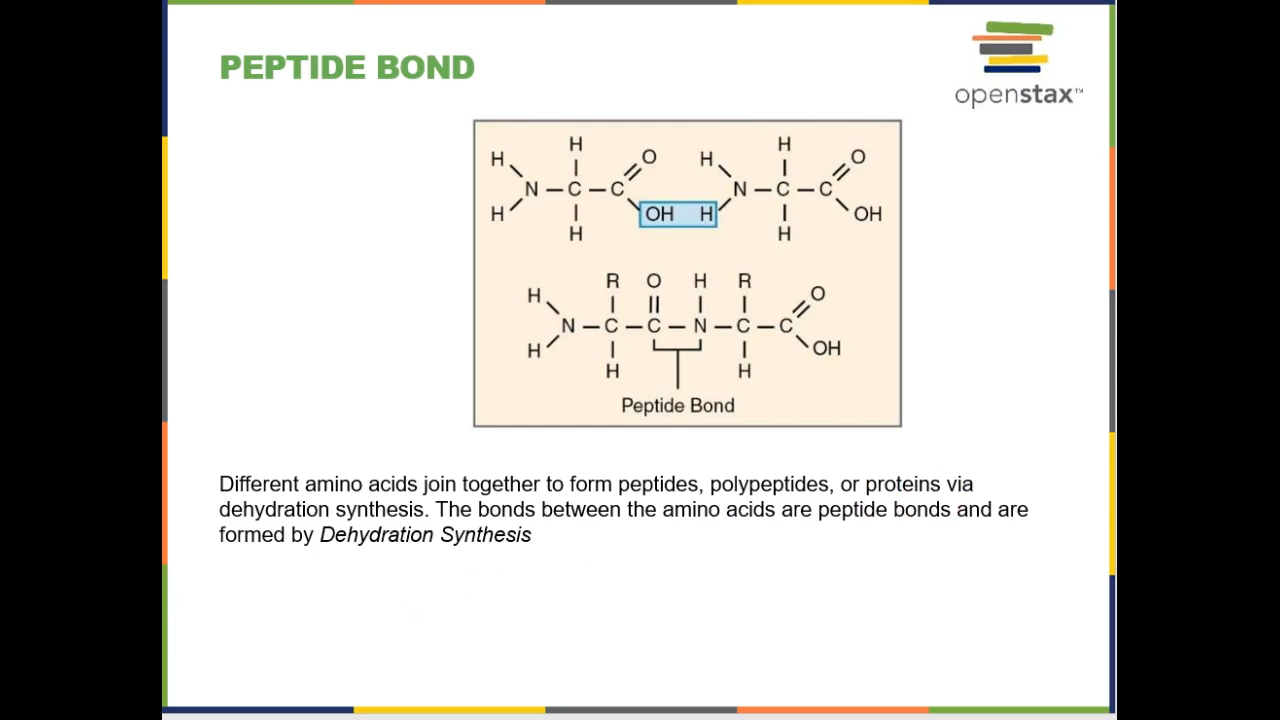 PEPTIDE BOND
openstax™
H H O H H O
N — C — C N — C — C
H OH H OH
H H
R O H R O
H
N — C — C — N — C — C
H OH
H H
Peptide Bond
Different amino acids join together to form peptides, polypeptides, or proteins via
dehydration synthesis. The bonds between the amino acids are peptide bonds and are
formed by Dehydration Synthesis